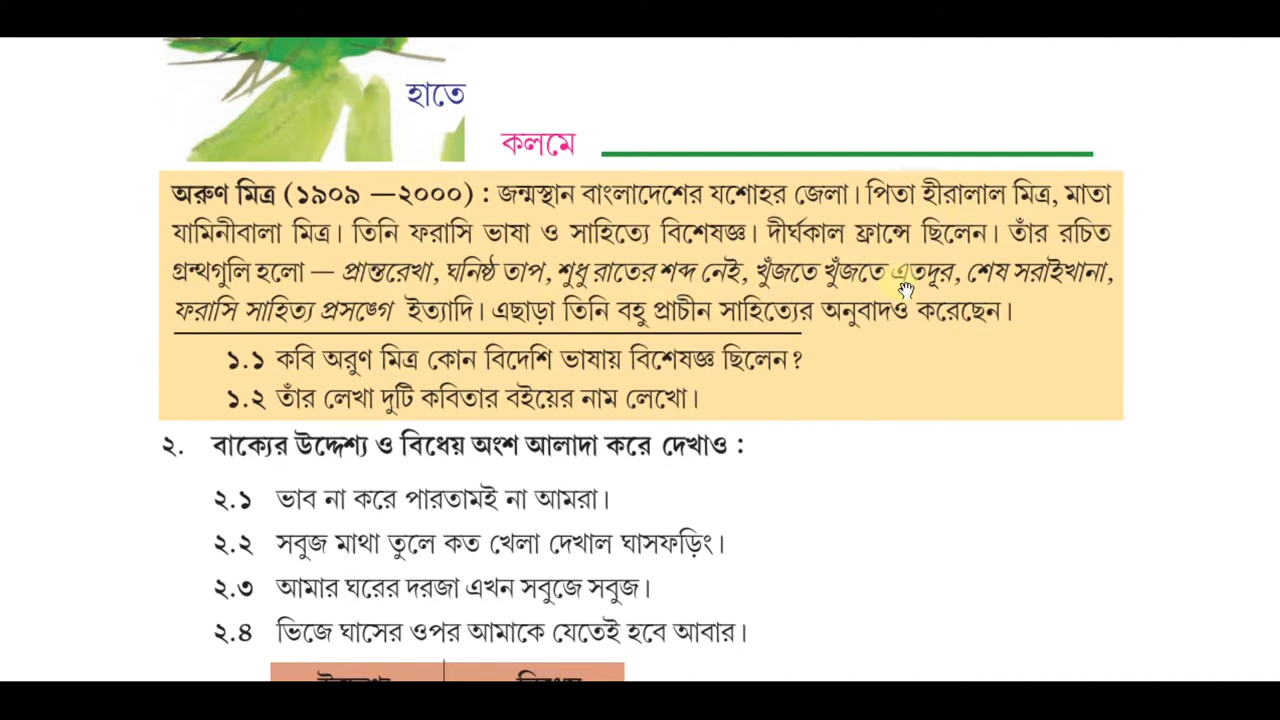 হাতে
কলমে
অরুণ মিত্র (১৯০৯ —২০০০) : জন্মস্থান বাংলাদেশের যশোহর জেলা। পিতা হীরালাল মিত্র, মাতা
যামিনীবালা মিত্র। তিনি ফরাসি ভাষা ও সাহিত্যে বিশেষজ্ঞ। দীর্ঘকাল ফ্রান্সে ছিলেন। তাঁর রচিত
গ্রন্থগুলি হলো — প্রান্তরেখা, ঘনিষ্ঠ তাপ, শুধু রাতের শব্দ নেই, খুঁজতে খুঁজতে এতদূর, শেষ সরাইখানা,
ফরাসি সাহিত্য প্রসঙ্গে ইত্যাদি। এছাড়া তিনি বহু প্রাচীন সাহিত্যের অনুবাদও করেছেন।
১.১ কবি অরুণ মিত্র কোন বিদেশি ভাষায় বিশেষজ্ঞ ছিলেন?
১.২ তাঁর লেখা দুটি কবিতার বইয়ের নাম লেখো।
২. বাক্যের উদ্দেশ্য ও বিধেয় অংশ আলাদা করে দেখাও :
২.১ ভাব না করে পারতামই না আমরা।
২.২ সবুজ মাথা তুলে কত খেলা দেখাল ঘাসফড়িং।
২.৩ আমার ঘরের দরজা এখন সবুজে সবুজ।
২.৪ ভিজে ঘাসের ওপর আমাকে যেতেই হবে আবার।